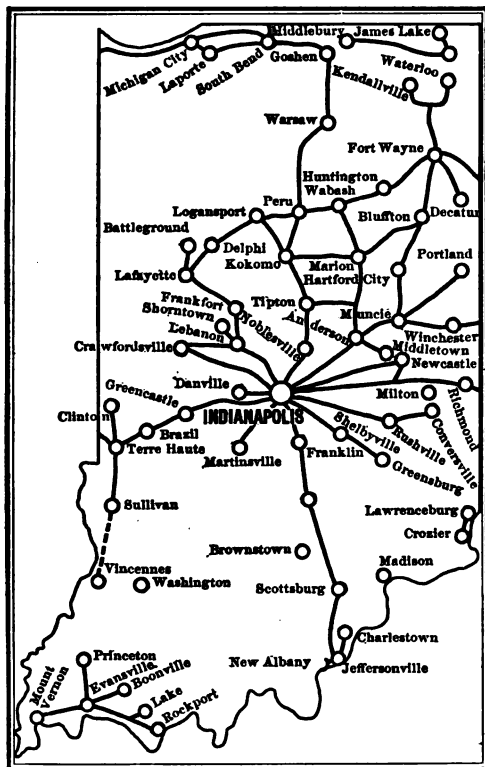 Middlebury
James Lake
Michigan City
Laporte
South Bend
Goshen
Waterloo
Kendallville
Warsaw
Fort Wayne
Huntington
Wabash
Peru
Logansport
Bluffton
Decatur
Battleground
Delphi
Kokomo
Marion
Hartford City
Portland
Lafayette
Frankfort
Shorntown
Lebanon
Noblesville
Tipton
Anderson
Muncie
Winchester
Middletown
Newcastle
Crawfordsville
Danville
Greencastle
Clinton
INDIANAPOLIS
Milton
Richmond
Conversville
Rushville
Shelbyville
Greensburg
Brazil
Terre Haute
Martinsville
Franklin
Sullivan
Lawrenceburg
Crozier
Brownstown
Madison
Vincennes
Washington
Scottsburg
Charlestown
New Albany
Jeffersonville
Princeton
Evansville
Boonville
Mount
Vernon
Lake
Rockport